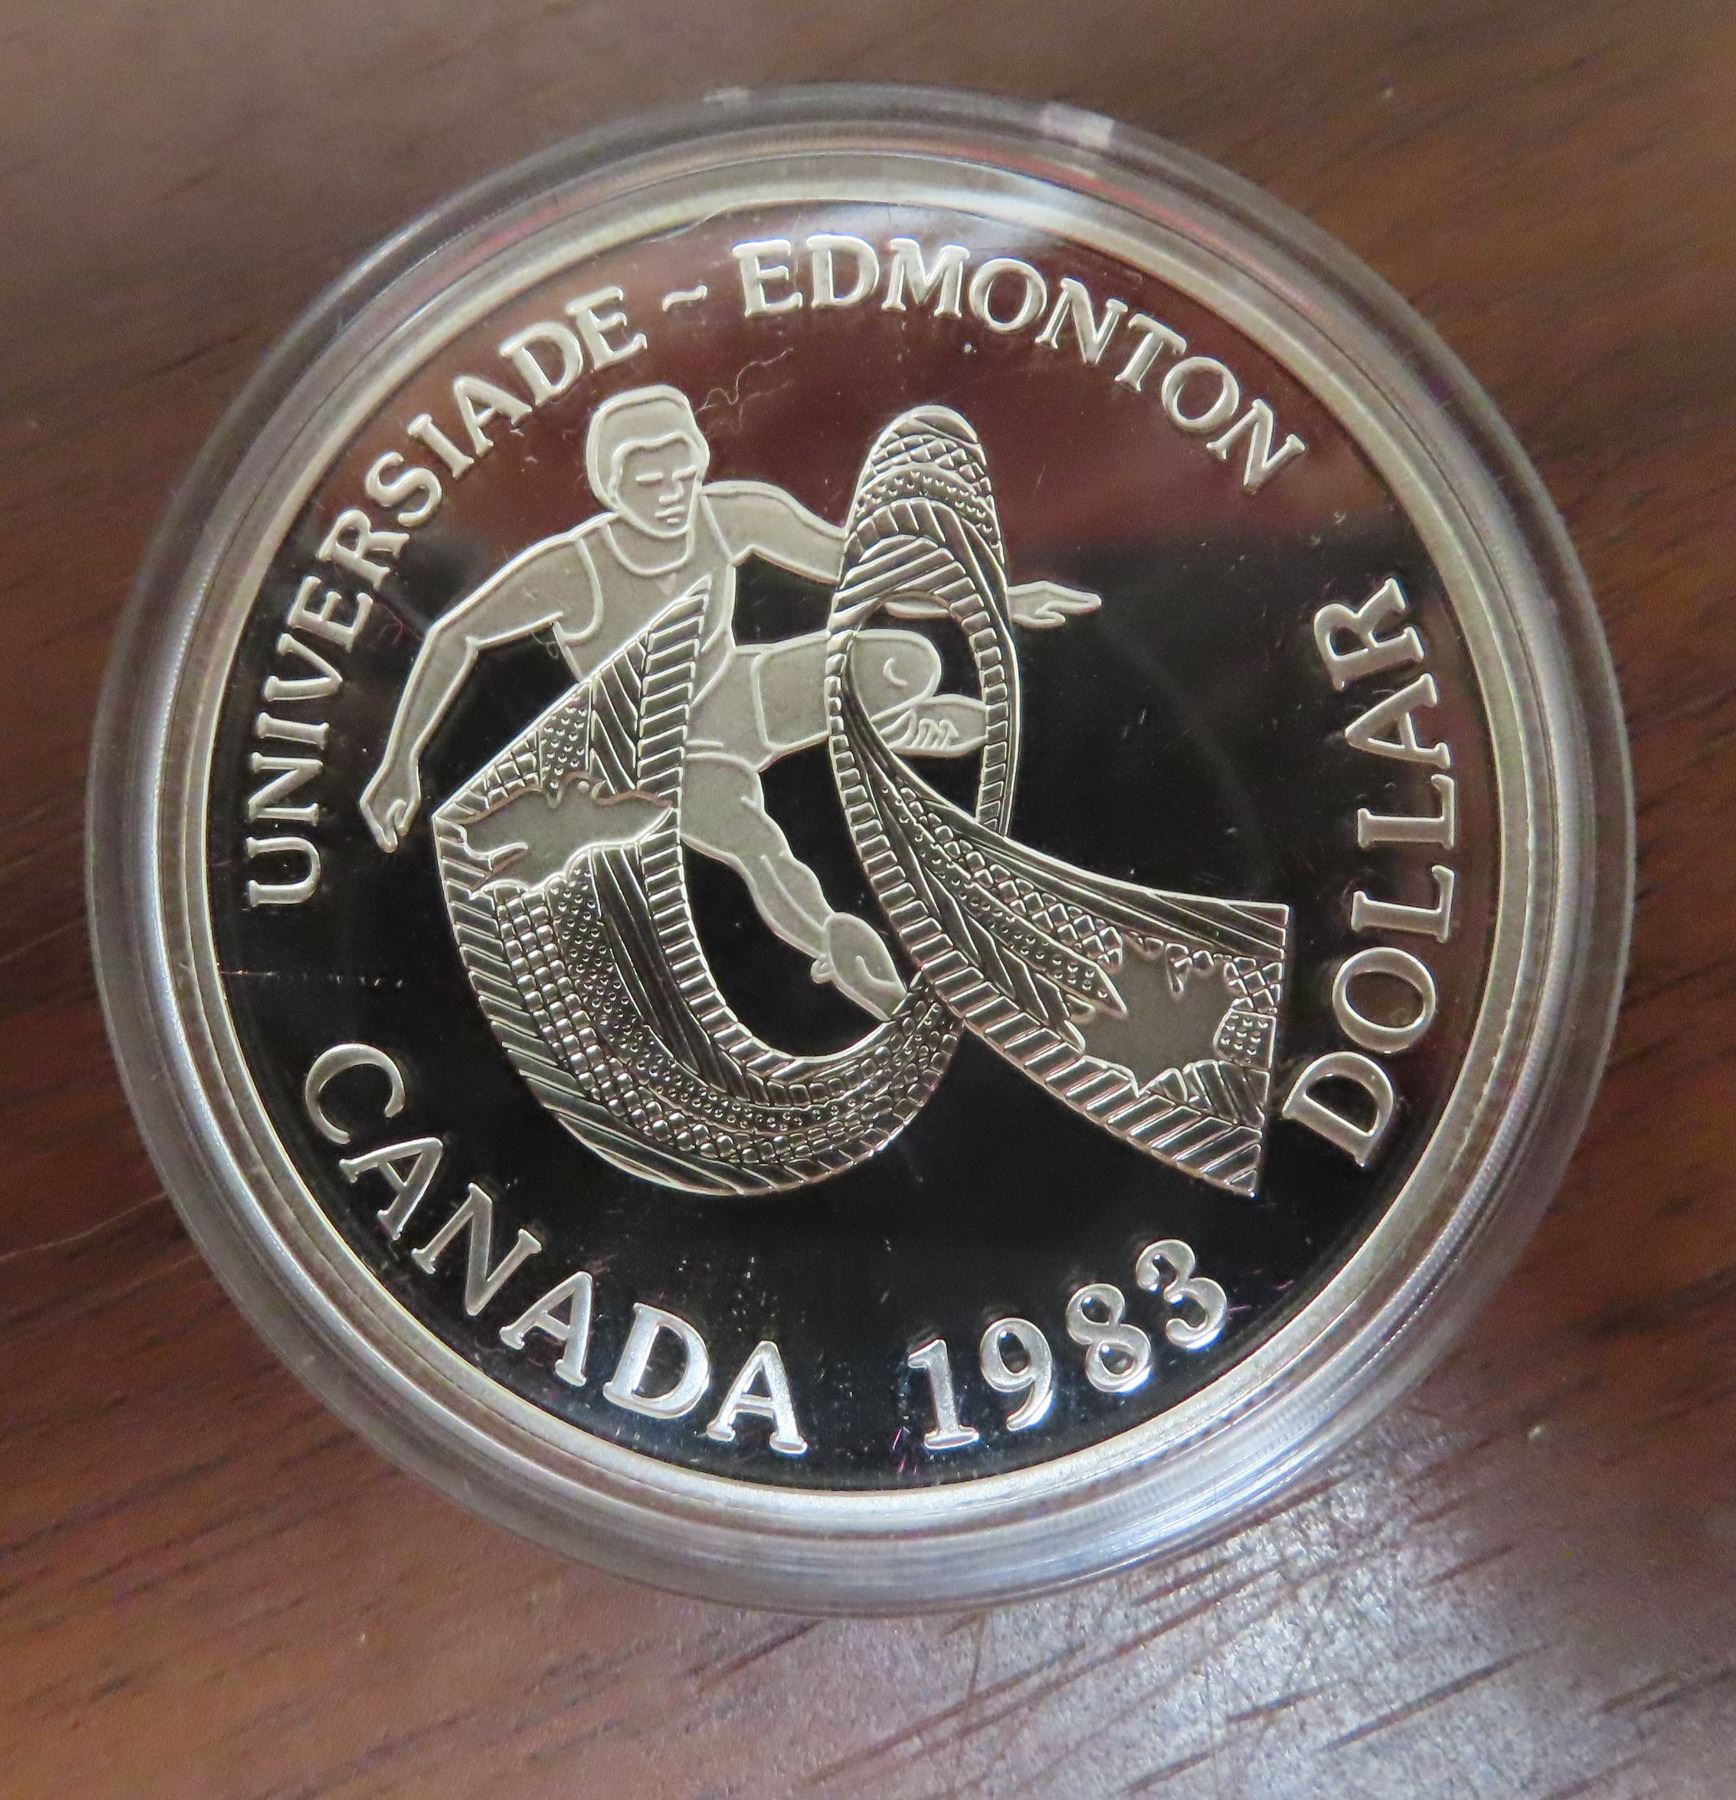 UNIVERSIADE ~ EDMONTON
DOLLAR
CANADA 1983